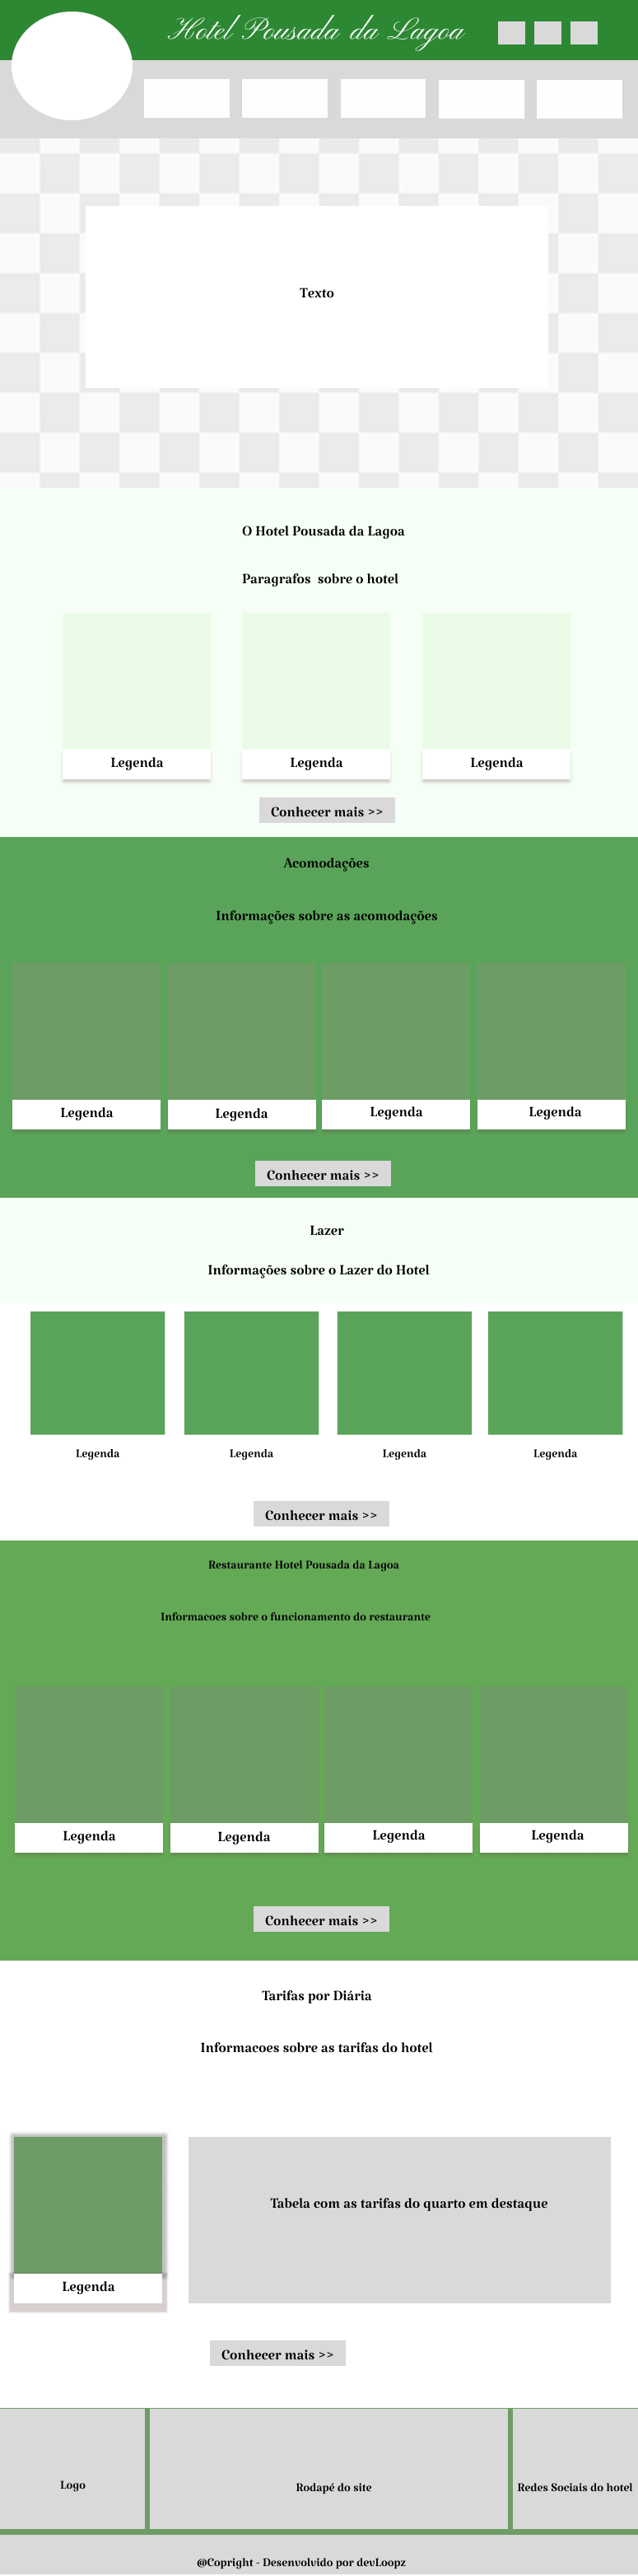 Hotel Pousada da Lagoa
Texto
O Hotel Pousada da Lagoa
Paragrafos sobre o hotel
Legenda
Legenda
Legenda
Conhecer mais >>
Acomodações
Informações sobre as acomodações
Legenda
Legenda
Legenda
Legenda
Conhecer mais >>
Lazer
Informações sobre o Lazer do Hotel
Legenda
Legenda
Legenda
Legenda
Conhecer mais >>
Restaurante Hotel Pousada da Lagoa
Informacoes sobre o funcionamento do restaurante
Legenda
Legenda
Legenda
Legenda
Conhecer mais >>
Tarifas por Diária
Informacoes sobre as tarifas do hotel
Tabela com as tarifas do quarto em destaque
Legenda
Conhecer mais >>
Logo
Rodapé do site
Redes Sociais do hotel
@Copright - Desenvolvido por devLoopz